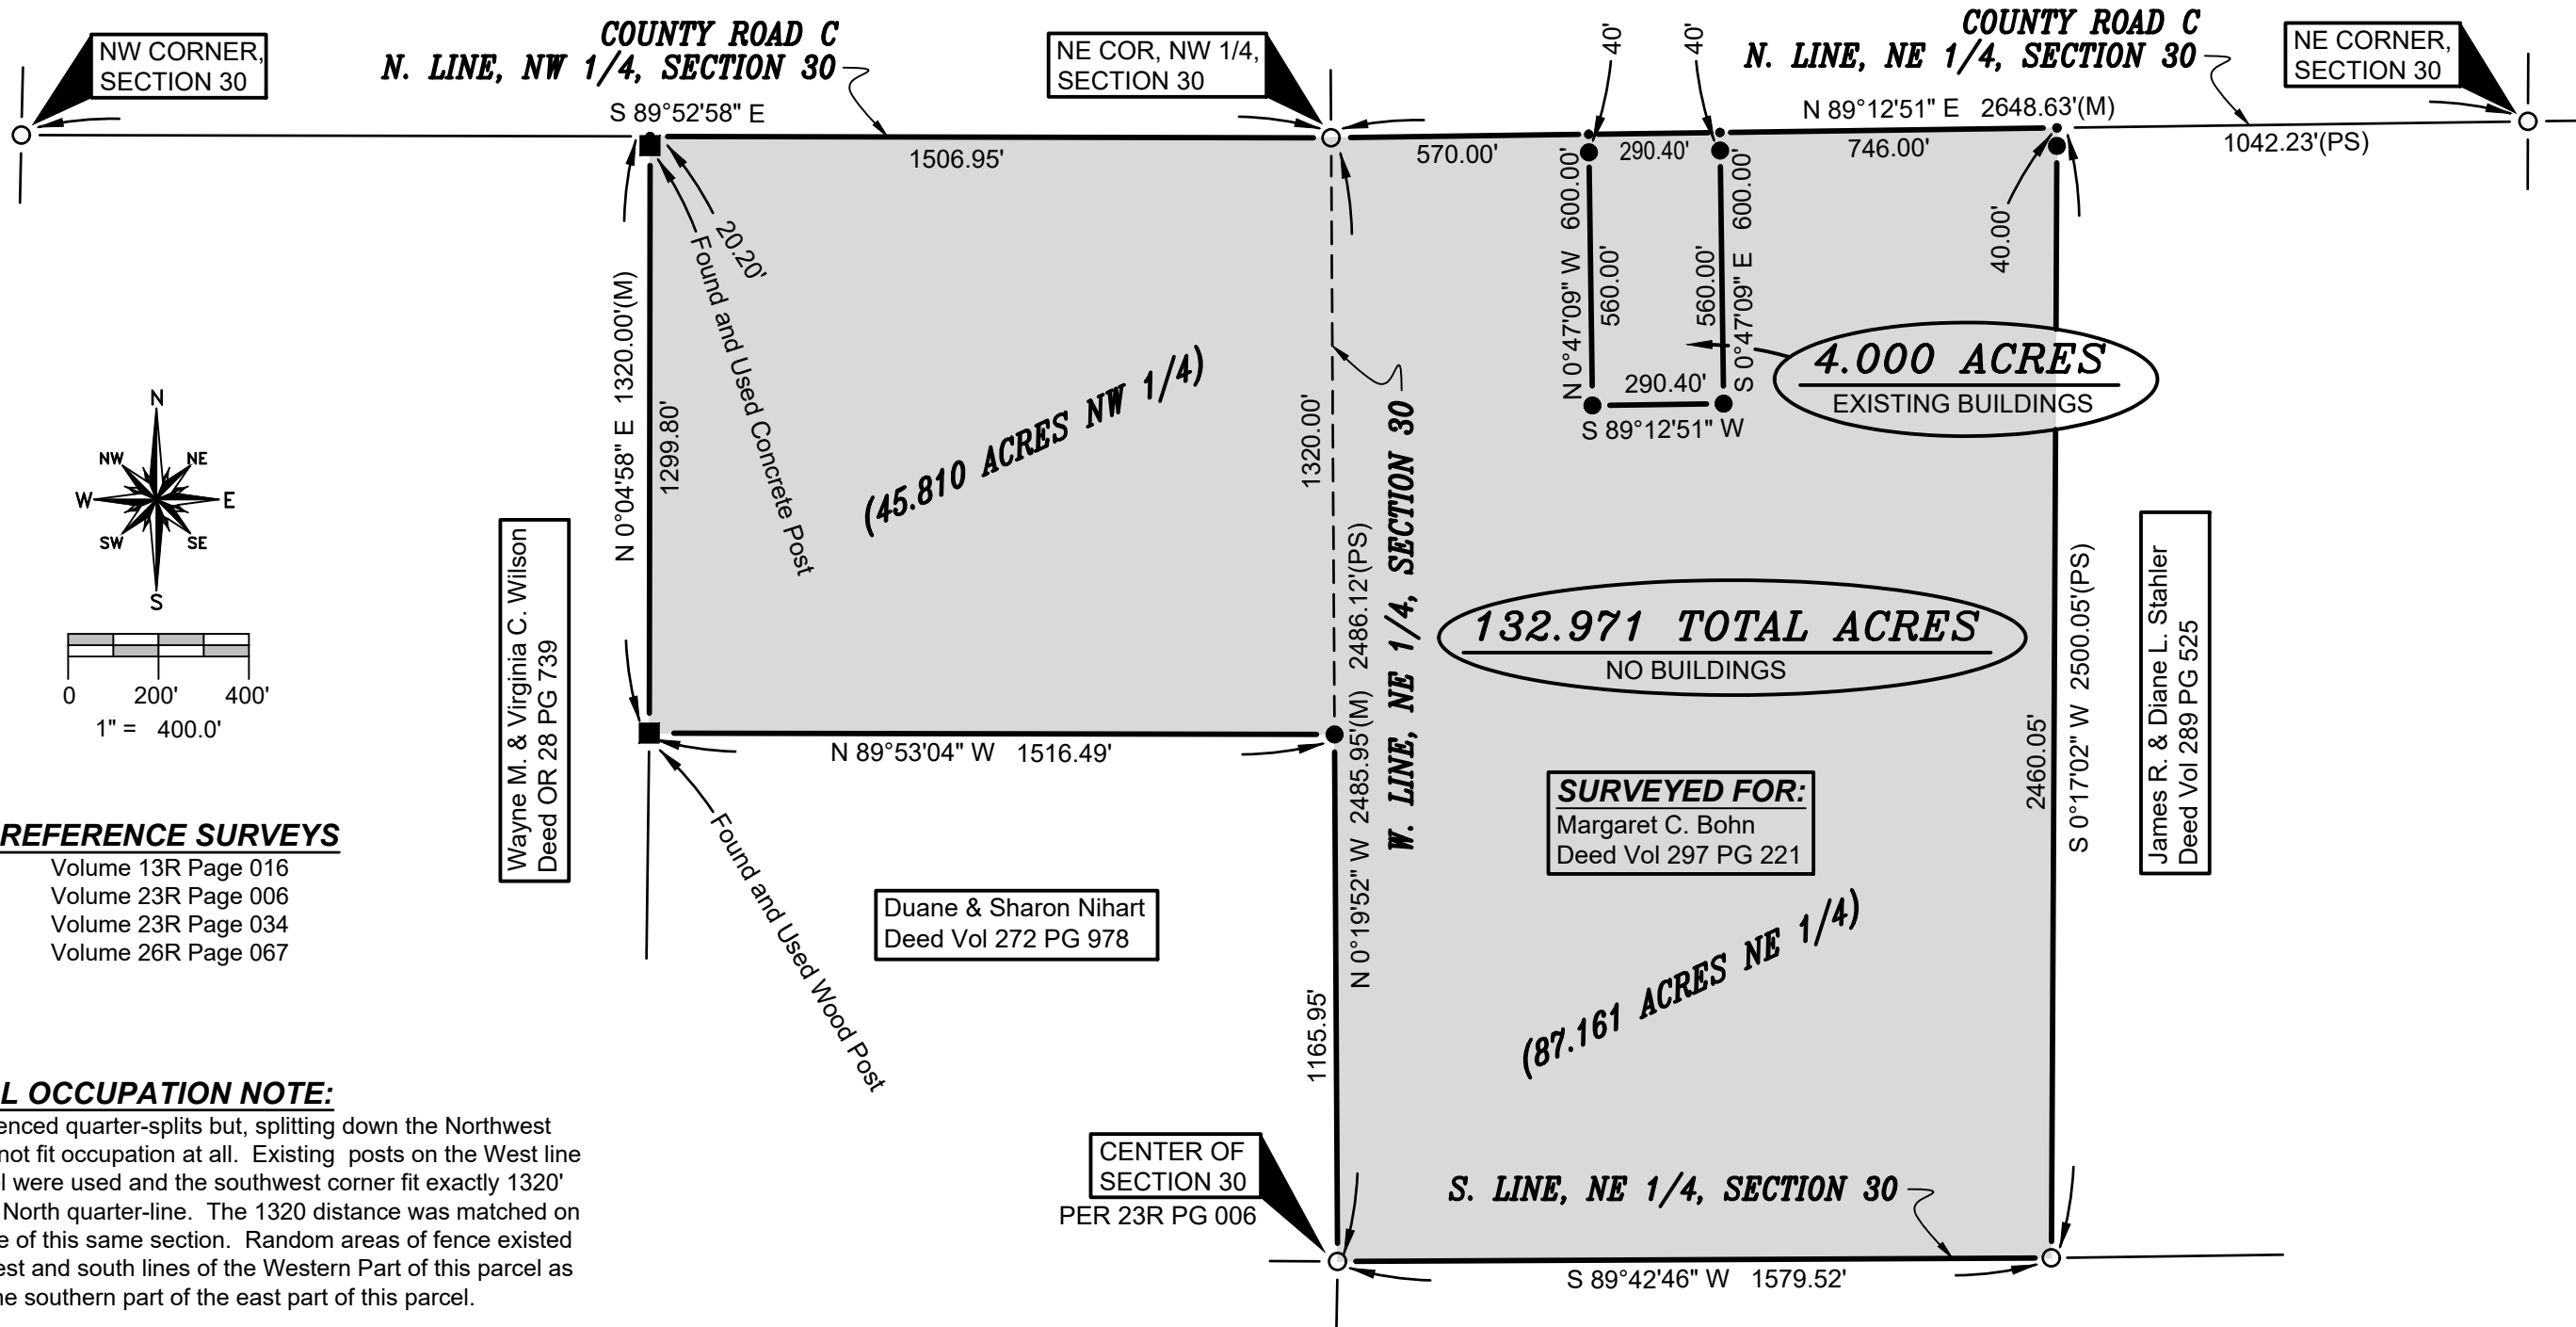 NW CORNER,
SECTION 30
COUNTY ROAD C
N. LINE, NW 1/4, SECTION 30
S 89°52'58" E
1506.95'
NE COR, NW 1/4,
SECTION 30
40'
40'
COUNTY ROAD C
N. LINE, NE 1/4, SECTION 30
N 89°12'51" E 2648.63'(M)
NE CORNER,
SECTION 30
1042.23'(PS)
570.00'
290.40'
746.00'
20.20'
Found and Used Concrete Post
N 0°04'58" E 1320.00'(M)
1299.80'
(45.810 ACRES NW 1/4)
1320.00'
N 0°47'09" W 600.00'
560.00'
560.00'
S 0°47'09" E 600.00'
290.40'
S 89°12'51" W
40.00'
4.000 ACRES
EXISTING BUILDINGS
N
NW
NE
W
E
SW
SE
S
0
200'
400'
1" = 400.0'
Wayne M. & Virginia C. Wilson
Deed OR 28 PG 739
N 89°53'04" W 1516.49'
N 0°19'52" W 2485.95'(M) 2486.12'(PS)
W. LINE, NE 1/4, SECTION 30
132.971 TOTAL ACRES
NO BUILDINGS
SURVEYED FOR:
Margaret C. Bohn
Deed Vol 297 PG 221
2460.05'
S 0°17'02" W 2500.05'(PS)
James R. & Diane L. Stahler
Deed Vol 289 PG 525
REFERENCE SURVEYS
Volume 13R Page 016
Volume 23R Page 006
Volume 23R Page 034
Volume 26R Page 067
Found and Used Wood Post
Duane & Sharon Nihart
Deed Vol 272 PG 978
1165.95'
(87.161 ACRES NE 1/4)
CENTER OF
SECTION 30
PER 23R PG 006
S. LINE, NE 1/4, SECTION 30
S 89°42'46" W 1579.52'
L OCCUPATION NOTE:
enced quarter-splits but, splitting down the Northwest
not fit occupation at all. Existing posts on the West line
l were used and the southwest corner fit exactly 1320'
North quarter-line. The 1320 distance was matched on
e of this same section. Random areas of fence existed
est and south lines of the Western Part of this parcel as
he southern part of the east part of this parcel.